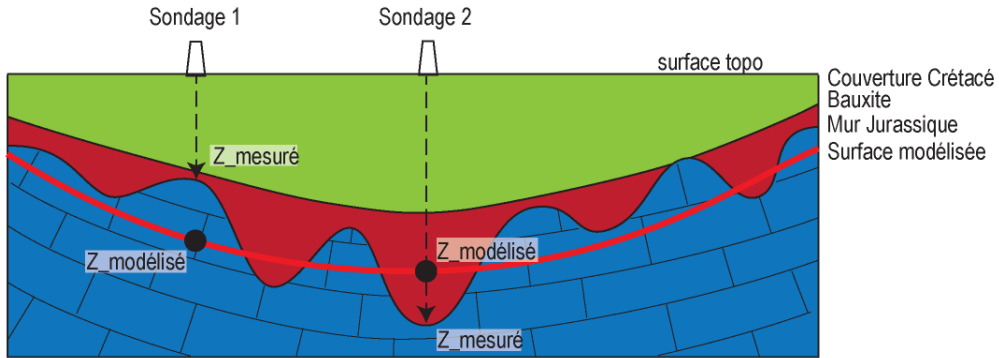 Sondage 1
Sondage 2
surface topo
Couverture Crétacé
Bauxite
Mur Jurassique
Surface modélisée
Z_mesuré
Z_modélisé
Z_modélisé
Z_mesuré